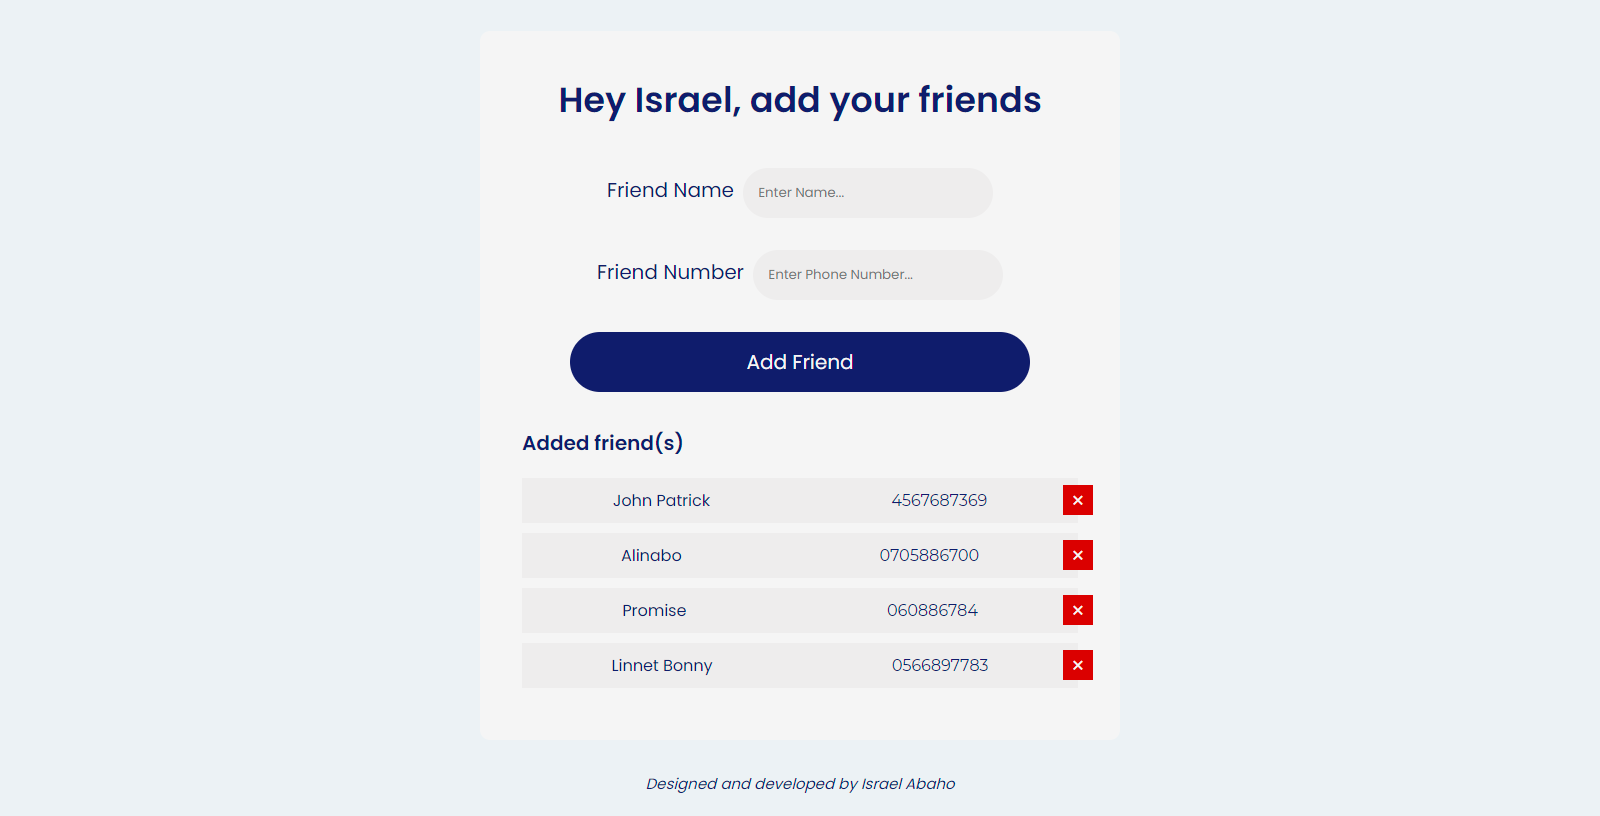 Hey Israel, add your friends
Friend Name Enter Name...
Friend Number Enter Phone Number...
Add Friend
Added friend(s)
John Patrick 4567687369 ×
Alinabo 0705886700 ×
Promise 060886784 ×
Linnet Bonny 0566897783 ×
Designed and developed by Israel Abaho